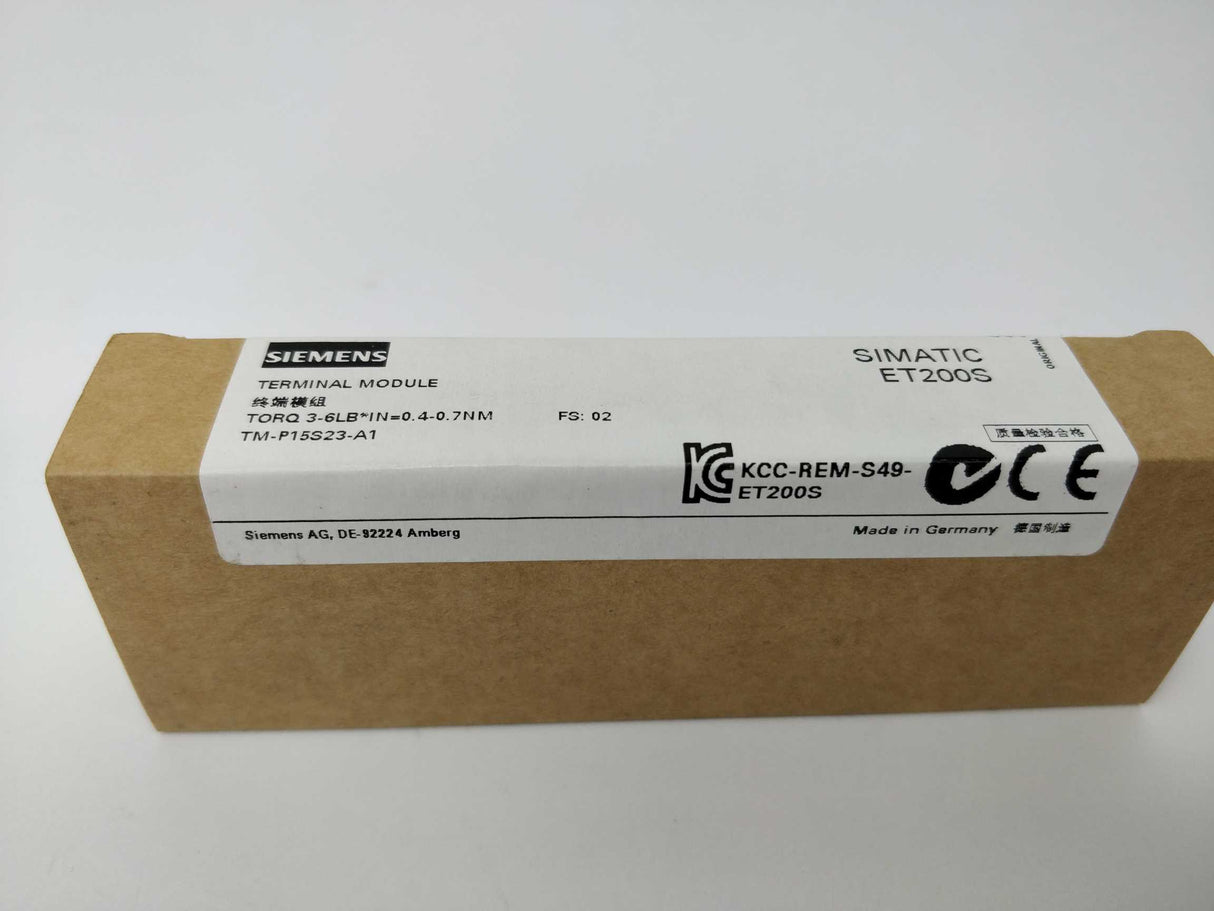 SIEMENS
TERMINAL MODULE
终端模组
TORQ 3-6LB*IN=0.4-0.7NM FS: 02
TM-P15S23-A1
SIMATIC
ET200S
ORIGINAL
质量检验合格
KCC-REM-S49-
ET200S
CE
Siemens AG, DE-92224 Amberg
Made in Germany 德国制造